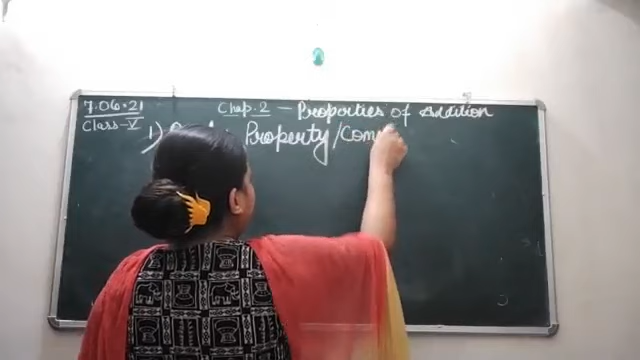 7.06.21
Chap. 2 - Properties of Addition
Class-V
1) Property/Com